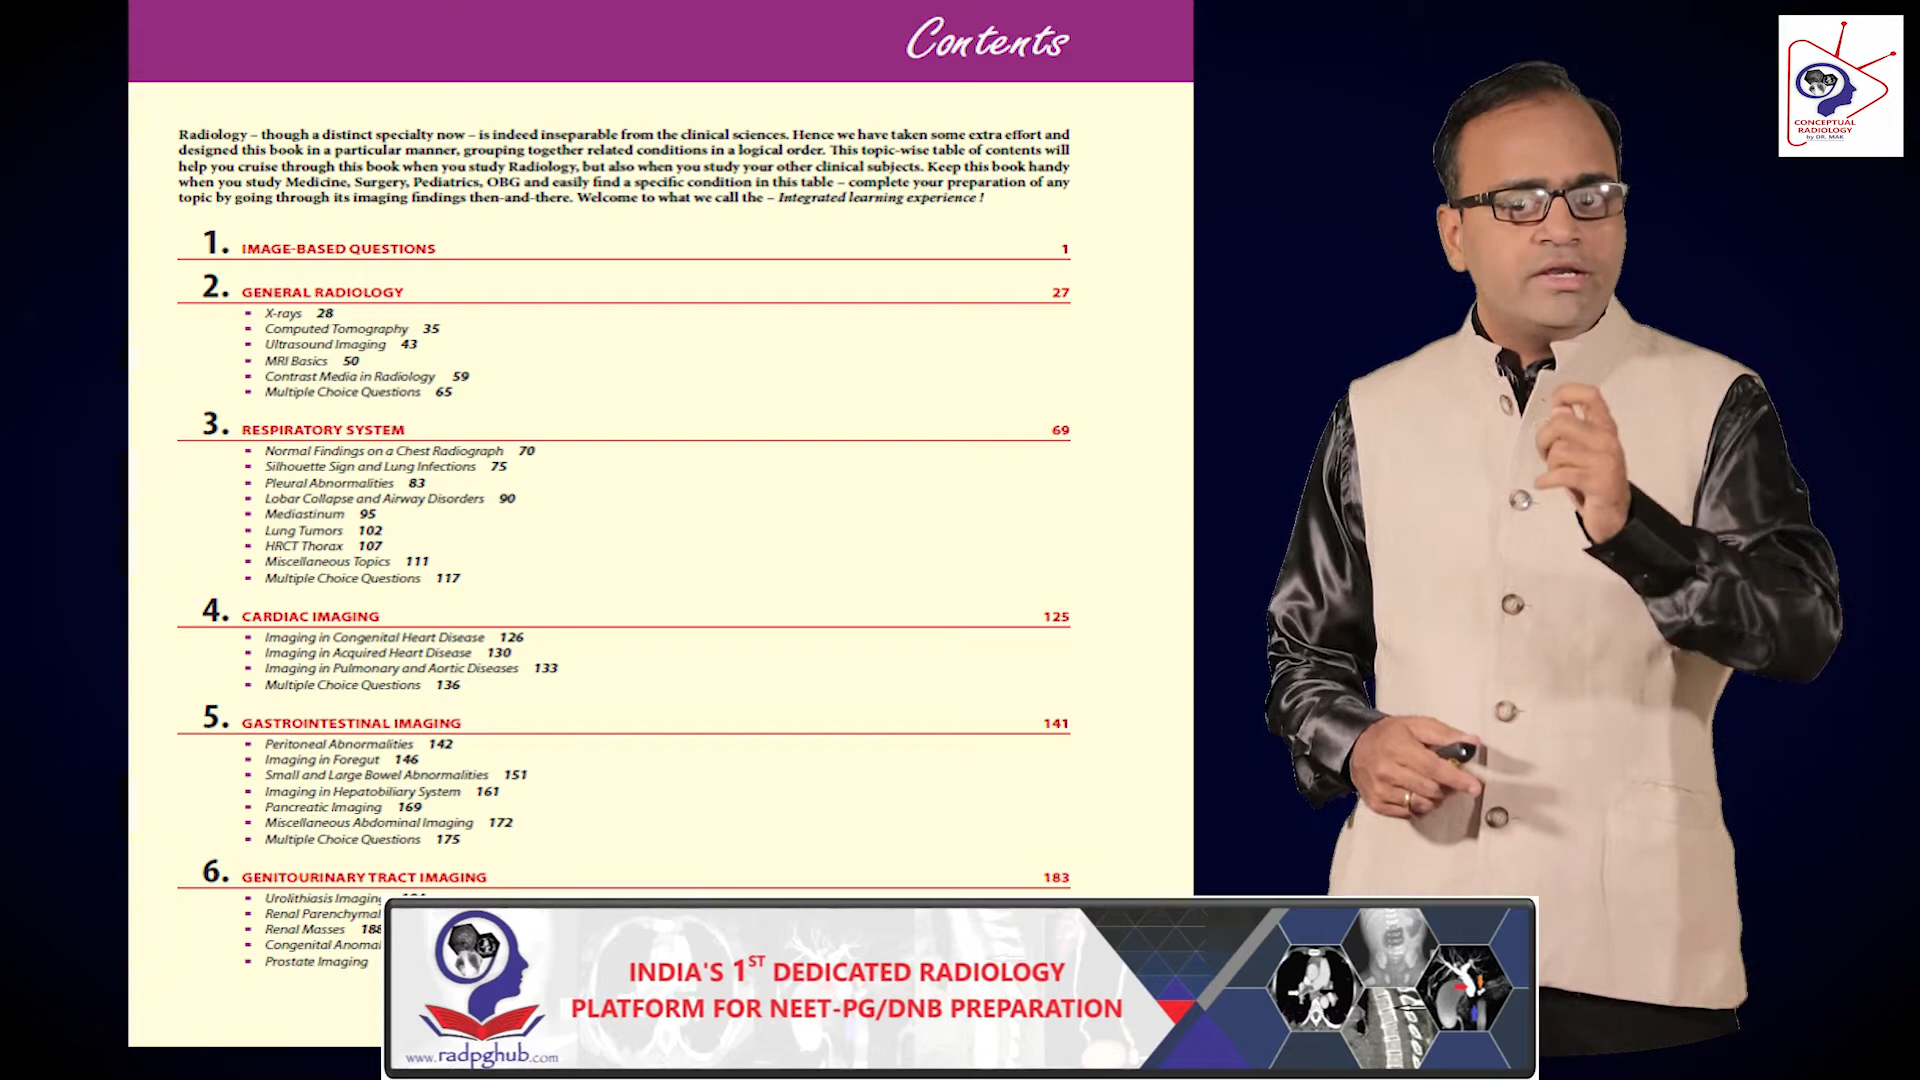 Contents
Radiology – though a distinct specialty now – is indeed inseparable from the clinical sciences. Hence we have taken some extra effort and
designed this book in a particular manner, grouping together related conditions in a logical order. This topic-wise table of contents will
help you cruise through this book when you study Radiology, but also when you study your other clinical subjects. Keep this book handy
when you study Medicine, Surgery, Pediatrics, OBG and easily find a specific condition in this table – complete your preparation of any
topic by going through its imaging findings then-and-there. Welcome to what we call the – Integrated learning experience !
1. IMAGE-BASED QUESTIONS 1
2. GENERAL RADIOLOGY 27
X-rays 28
Computed Tomography 35
Ultrasound Imaging 43
MRI Basics 50
Contrast Media in Radiology 59
Multiple Choice Questions 65
3. RESPIRATORY SYSTEM 69
Normal Findings on a Chest Radiograph 70
Silhouette Sign and Lung Infections 75
Pleural Abnormalities 83
Lobar Collapse and Airway Disorders 90
Mediastinum 95
Lung Tumors 102
HRCT Thorax 107
Miscellaneous Topics 111
Multiple Choice Questions 117
4. CARDIAC IMAGING 125
Imaging in Congenital Heart Disease 126
Imaging in Acquired Heart Disease 130
Imaging in Pulmonary and Aortic Diseases 133
Multiple Choice Questions 136
5. GASTROINTESTINAL IMAGING 141
Peritoneal Abnormalities 142
Imaging in Foregut 146
Small and Large Bowel Abnormalities 151
Imaging in Hepatobiliary System 161
Pancreatic Imaging 169
Miscellaneous Abdominal Imaging 172
Multiple Choice Questions 175
6. GENITOURINARY TRACT IMAGING 183
Urolithiasis Imaging
Renal Parenchymal
Renal Masses 188
Congenital
Prostate Imaging
CONCEPTUAL
RADIOLOGY
by DR. MAK
INDIA'S 1ST DEDICATED RADIOLOGY
PLATFORM FOR NEET-PG/DNB PREPARATION
www.radpghub.com